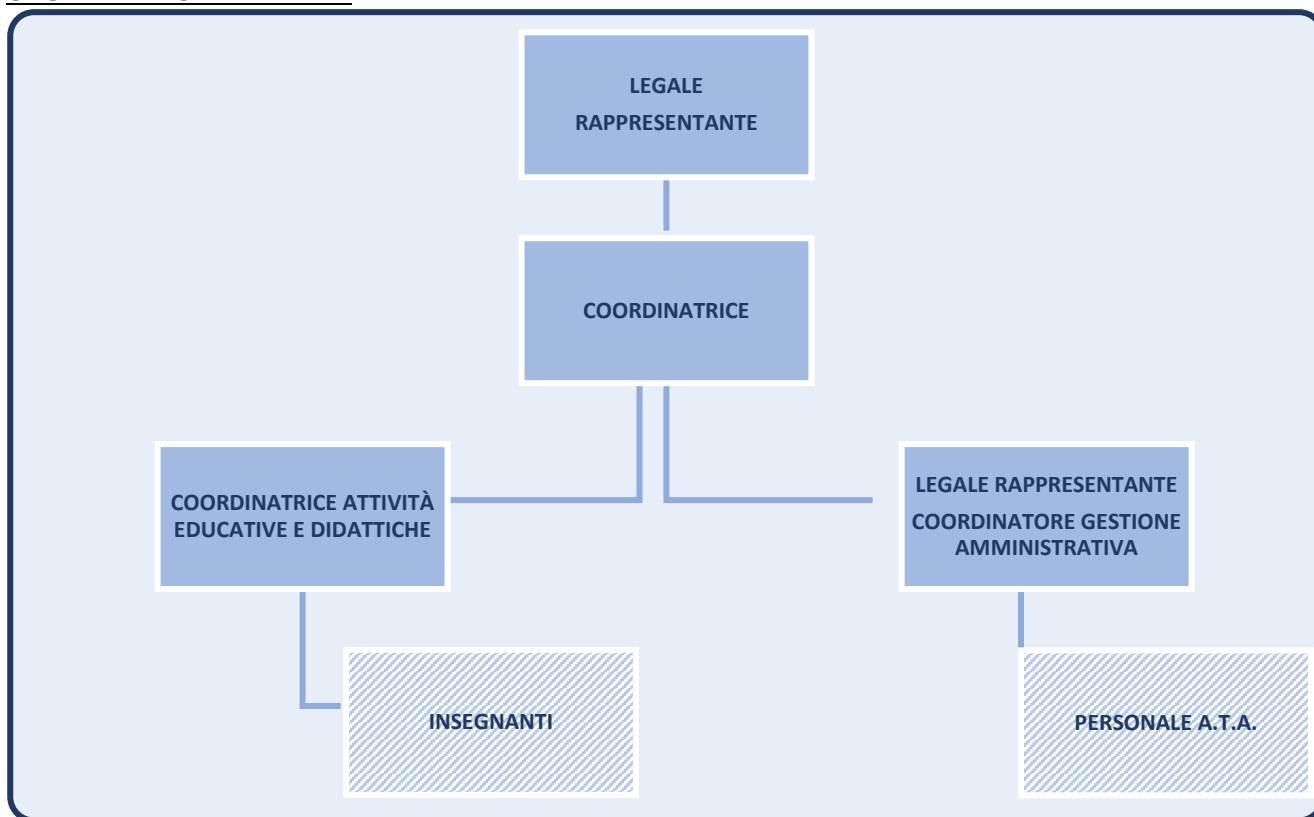 LEGALE
RAPPRESENTANTE
COORDINATRICE
COORDINATRICE ATTIVITÀ
EDUCATIVE E DIDATTICHE
LEGALE RAPPRESENTANTE
COORDINATORE GESTIONE
AMMINISTRATIVA
INSEGNANTI
PERSONALE A.T.A.